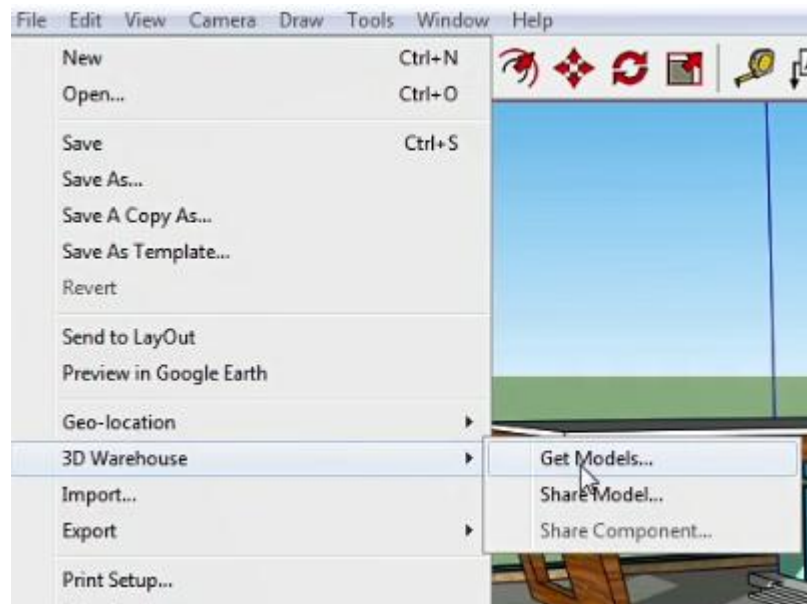 File Edit View Camera Draw Tools Window Help
New Ctrl+N
Open... Ctrl+O
Save Ctrl+S
Save As...
Save A Copy As...
Save As Template...
Revert
Send to LayOut
Preview in Google Earth
Geo-location
3D Warehouse
Import...
Export
Print Setup...
Get Models...
Share Model...
Share Component...